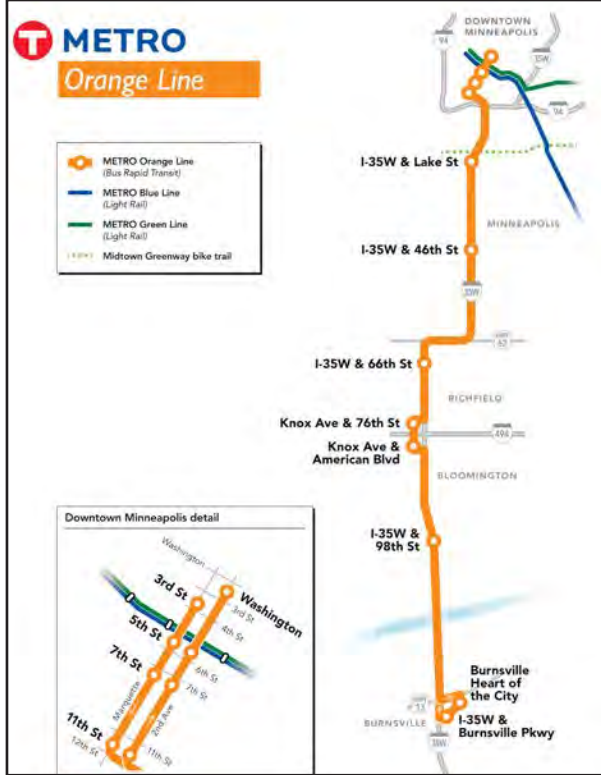 T METRO
Orange Line
METRO Orange Line
(Bus Rapid Transit)
METRO Blue Line
(Light Rail)
METRO Green Line
(Light Rail)
Midtown Greenway bike trail
DOWNTOWN
MINNEAPOLIS
94
35W
94
I-35W & Lake St
MINNEAPOLIS
I-35W & 46th St
35W
62
I-35W & 66th St
RICHFIELD
Knox Ave & 76th St
494
Knox Ave &
American Blvd
BLOOMINGTON
I-35W &
98th St
Burnsville
Heart of
the City
13
BURNSVILLE
I-35W &
Burnsville Pkwy
35W
Downtown Minneapolis detail
Washington
3rd St
Washington
3rd St
4th St
5th St
6th St
7th St
7th St
Marquette
2nd Ave
11th St
12th St
11th St